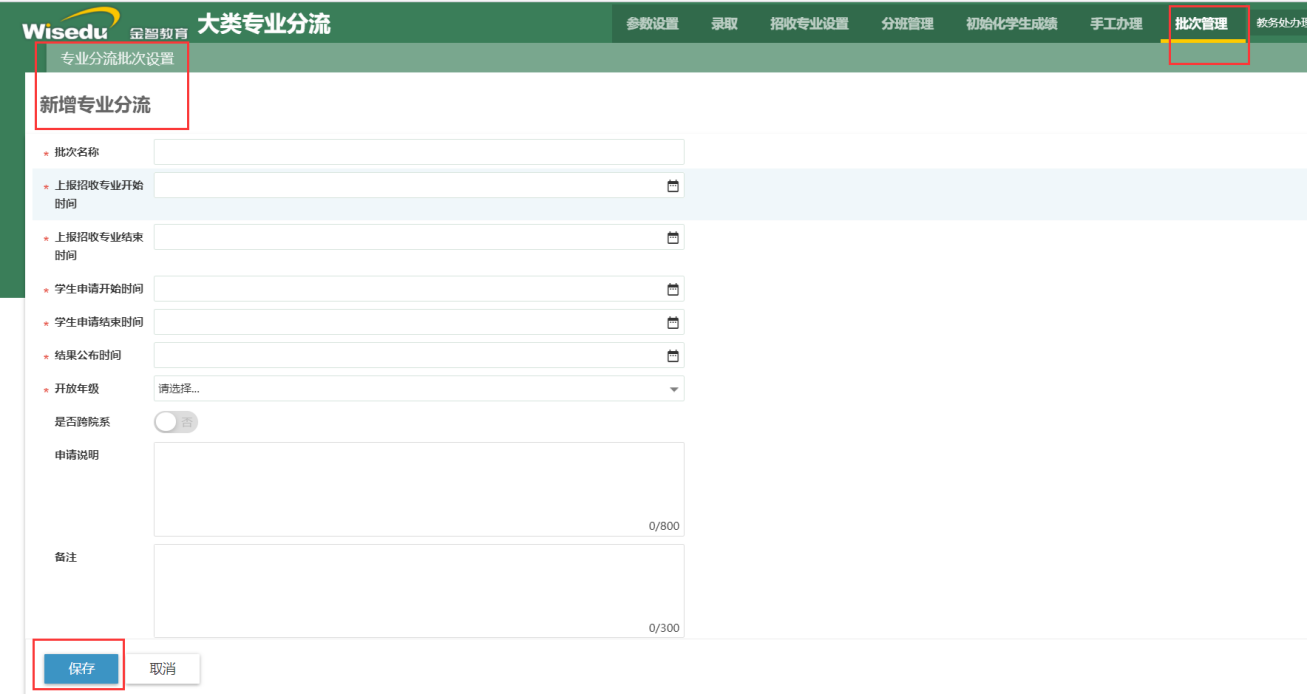 Wisedu 金智教育 大类专业分流 参数设置 录取 招收专业设置 分班管理 初始化学生成绩 手工办理 批次管理 教务处办理
专业分流批次设置
新增专业分流
* 批次名称
* 上报招收专业开始
时间
* 上报招收专业结束
时间
* 学生申请开始时间
* 学生申请结束时间
* 结果公布时间
* 开放年级 请选择...
是否跨院系 否
申请说明
0/800
备注
0/300
保存 取消